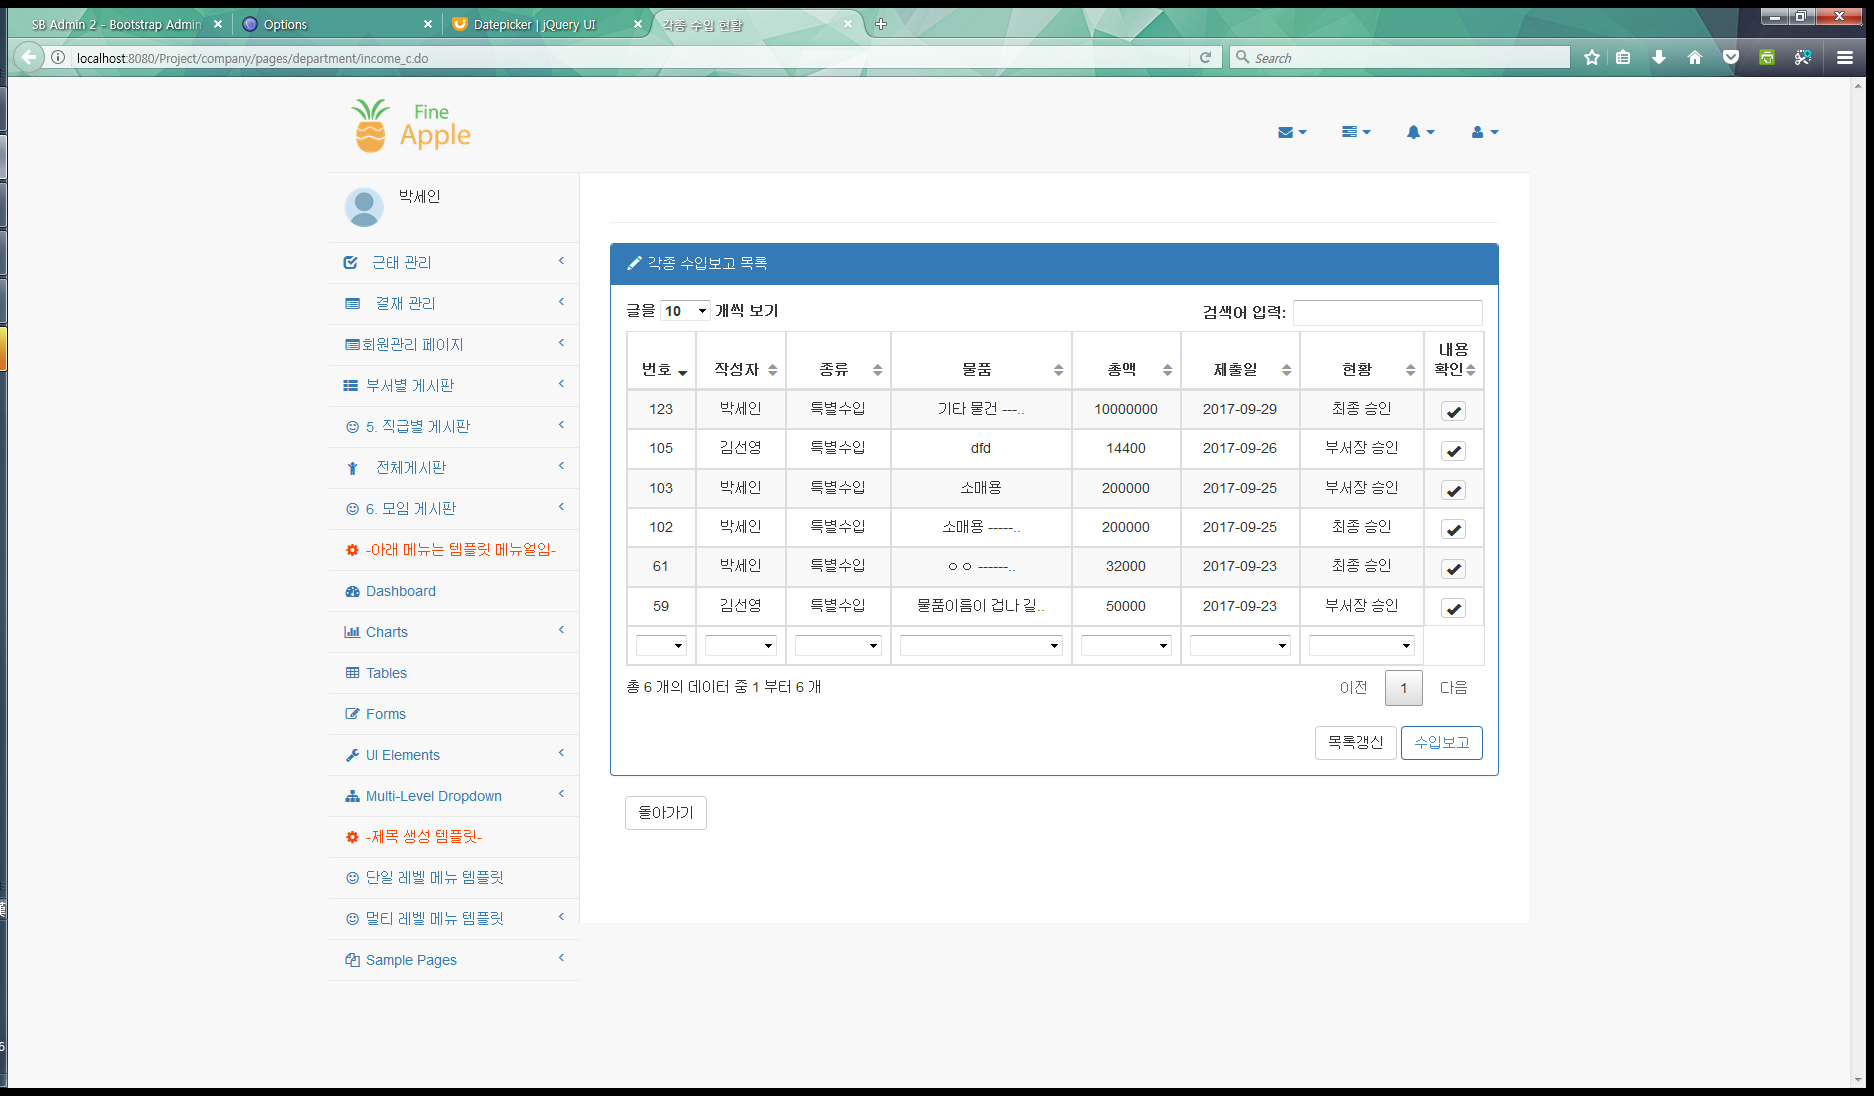 SB Admin 2 - Bootstrap Admin
Options
Datepicker | jQuery UI
각종 수입 현황
localhost:8080/Project/company/pages/department/income_c.do
Search
Fine
Apple
박세인
근태 관리
결재 관리
회원관리 페이지
부서별 게시판
5. 직급별 게시판
전체게시판
6. 모임 게시판
-아래 메뉴는 템플릿 메뉴얼임-
Dashboard
Charts
Tables
Forms
UI Elements
Multi-Level Dropdown
-제목 생성 템플릿-
단일 레벨 메뉴 템플릿
멀티 레벨 메뉴 템플릿
Sample Pages
각종 수입보고 목록
글을 10 개씩 보기 검색어 입력:
번호 작성자 종류 물품 총액 제출일 현황 내용 확인
123 박세인 특별수입 기타 물건 ---.. 10000000 2017-09-29 최종 승인
105 김선영 특별수입 dfd 14400 2017-09-26 부서장 승인
103 박세인 특별수입 소매용 200000 2017-09-25 부서장 승인
102 박세인 특별수입 소매용 -----.. 200000 2017-09-25 최종 승인
61 박세인 특별수입 ㅇㅇ ------.. 32000 2017-09-23 최종 승인
59 김선영 특별수입 물품이름이 겁나 길.. 50000 2017-09-23 부서장 승인
총 6 개의 데이터 중 1 부터 6 개
이전 1 다음
목록갱신 수입보고
돌아가기